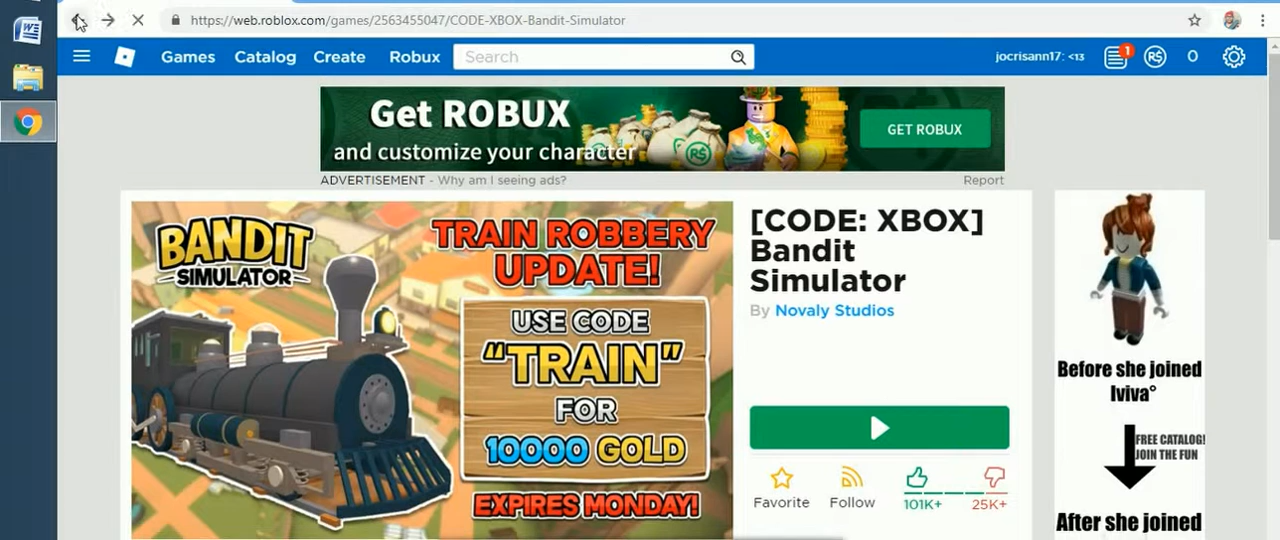 https://web.roblox.com/games/2563455047/CODE-XBOX-Bandit-Simulator
Games Catalog Create Robux Search jocrisann17: <13 1 R$ 0
Get ROBUX
and customize your character
GET ROBUX
ADVERTISEMENT - Why am I seeing ads? Report
BANDIT
SIMULATOR
TRAIN ROBBERY
UPDATE!
USE CODE
"TRAIN"
FOR
10000 GOLD
EXPIRES MONDAY!
[CODE: XBOX]
Bandit
Simulator
By Novaly Studios
Favorite Follow 101K+ 25K+
Before she joined
Iviva°
FREE CATALOG!
JOIN THE FUN
After she joined